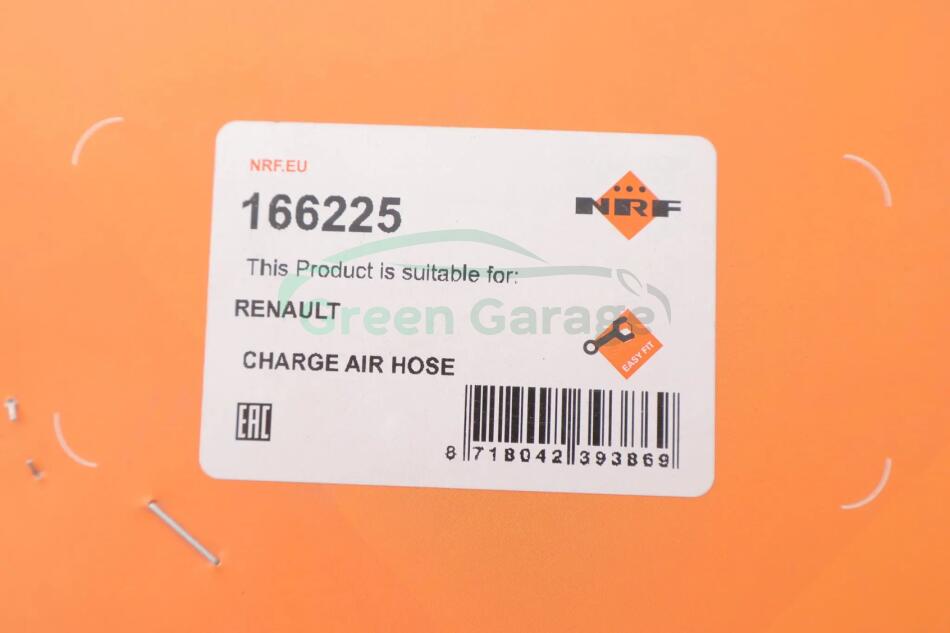 NRF.EU
166225
NRF
This Product is suitable for:
RENAULT
Green Garage
EASY FIT
CHARGE AIR HOSE
EAC
8 718042 393869